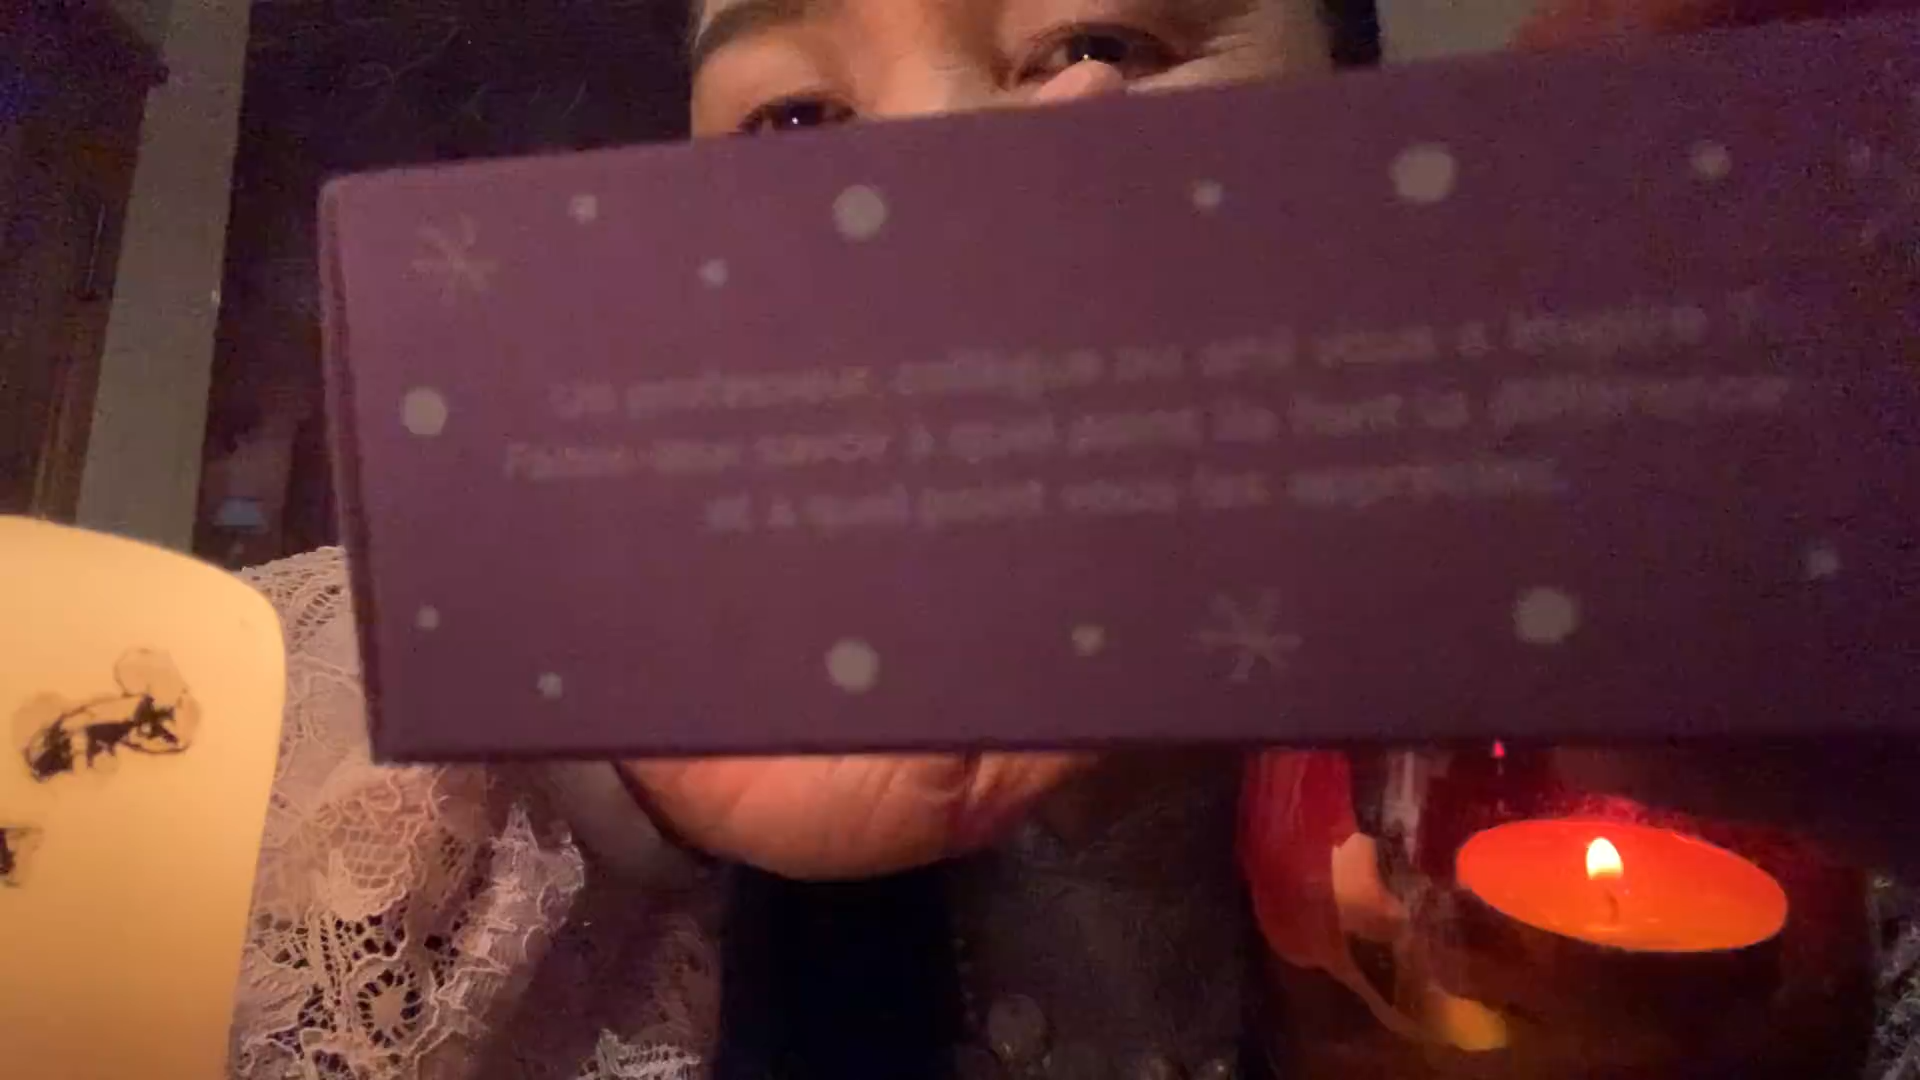 Un professeur, collègue ou ami vous a inspiré ?
Faites-leur savoir à quel point ils font la différence
et à quel point vous les appréciez.